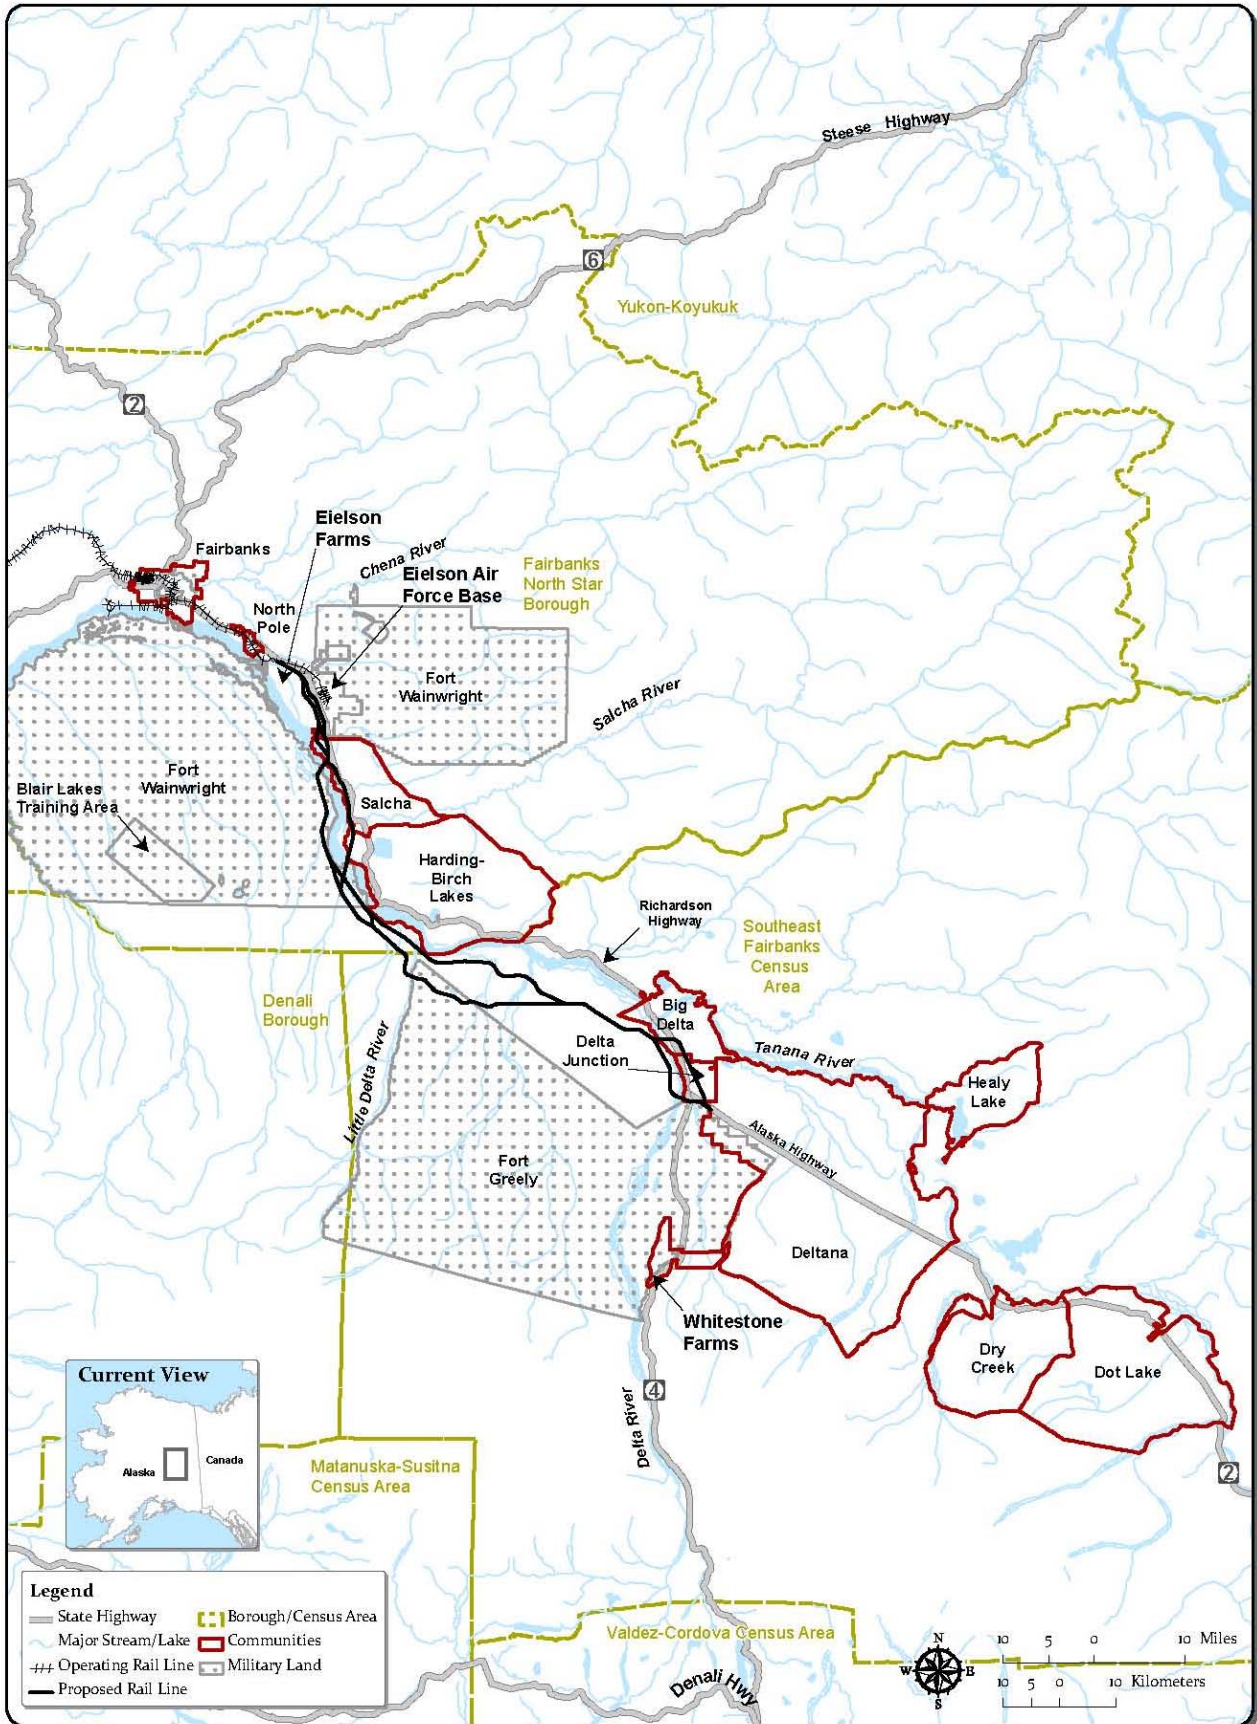 Steese Highway
6
Yukon-Koyukuk
2
Eielson
Farms
Fairbanks
Chena River
Eielson Air
Force Base
Fairbanks
North Star
Borough
North
Pole
Fort
Wainwright
Salcha River
Fort
Wainwright
Blair Lakes
Training Area
Salcha
Harding-
Birch
Lakes
Richardson
Highway
Southeast
Fairbanks
Census
Area
Denali
Borough
Big
Delta
Delta
Junction
Tanana River
Healy
Lake
Little Delta River
Alaska Highway
Fort
Greely
Deltana
Whitestone
Farms
Dry
Creek
Dot Lake
Current View
Alaska
Canada
4
Delta River
2
Matanuska-Susitna
Census Area
Legend
State Highway
Major Stream/Lake
Operating Rail Line
Proposed Rail Line
Borough/Census Area
Communities
Military Land
Valdez-Cordova Census Area
Denali Hwy
N
W
E
S
10 5 0 10 Miles
10 5 0 10 Kilometers